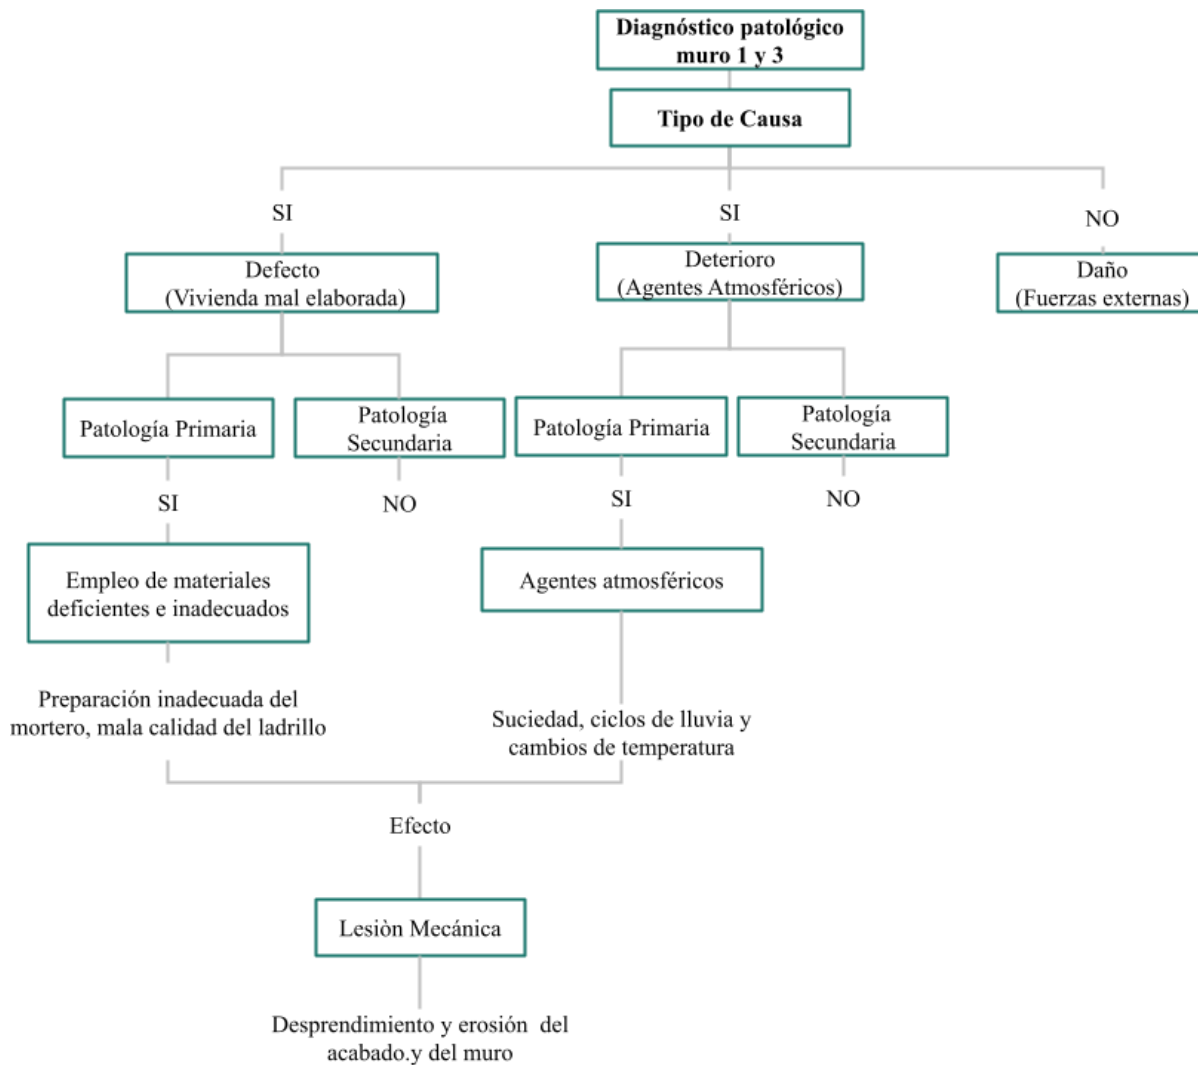 Diagnóstico patológico
muro 1 y 3
Tipo de Causa
SI
SI
NO
Defecto
(Vivienda mal elaborada)
Deterioro
(Agentes Atmosféricos)
Daño
(Fuerzas externas)
Patología Primaria
Patología
Secundaria
Patología Primaria
Patología
Secundaria
SI
NO
SI
NO
Empleo de materiales
deficientes e inadecuados
Agentes atmosféricos
Preparación inadecuada del
mortero, mala calidad del ladrillo
Suciedad, ciclos de lluvia y
cambios de temperatura
Efecto
Lesiòn Mecánica
Desprendimiento y erosión  del
acabado.y del muro